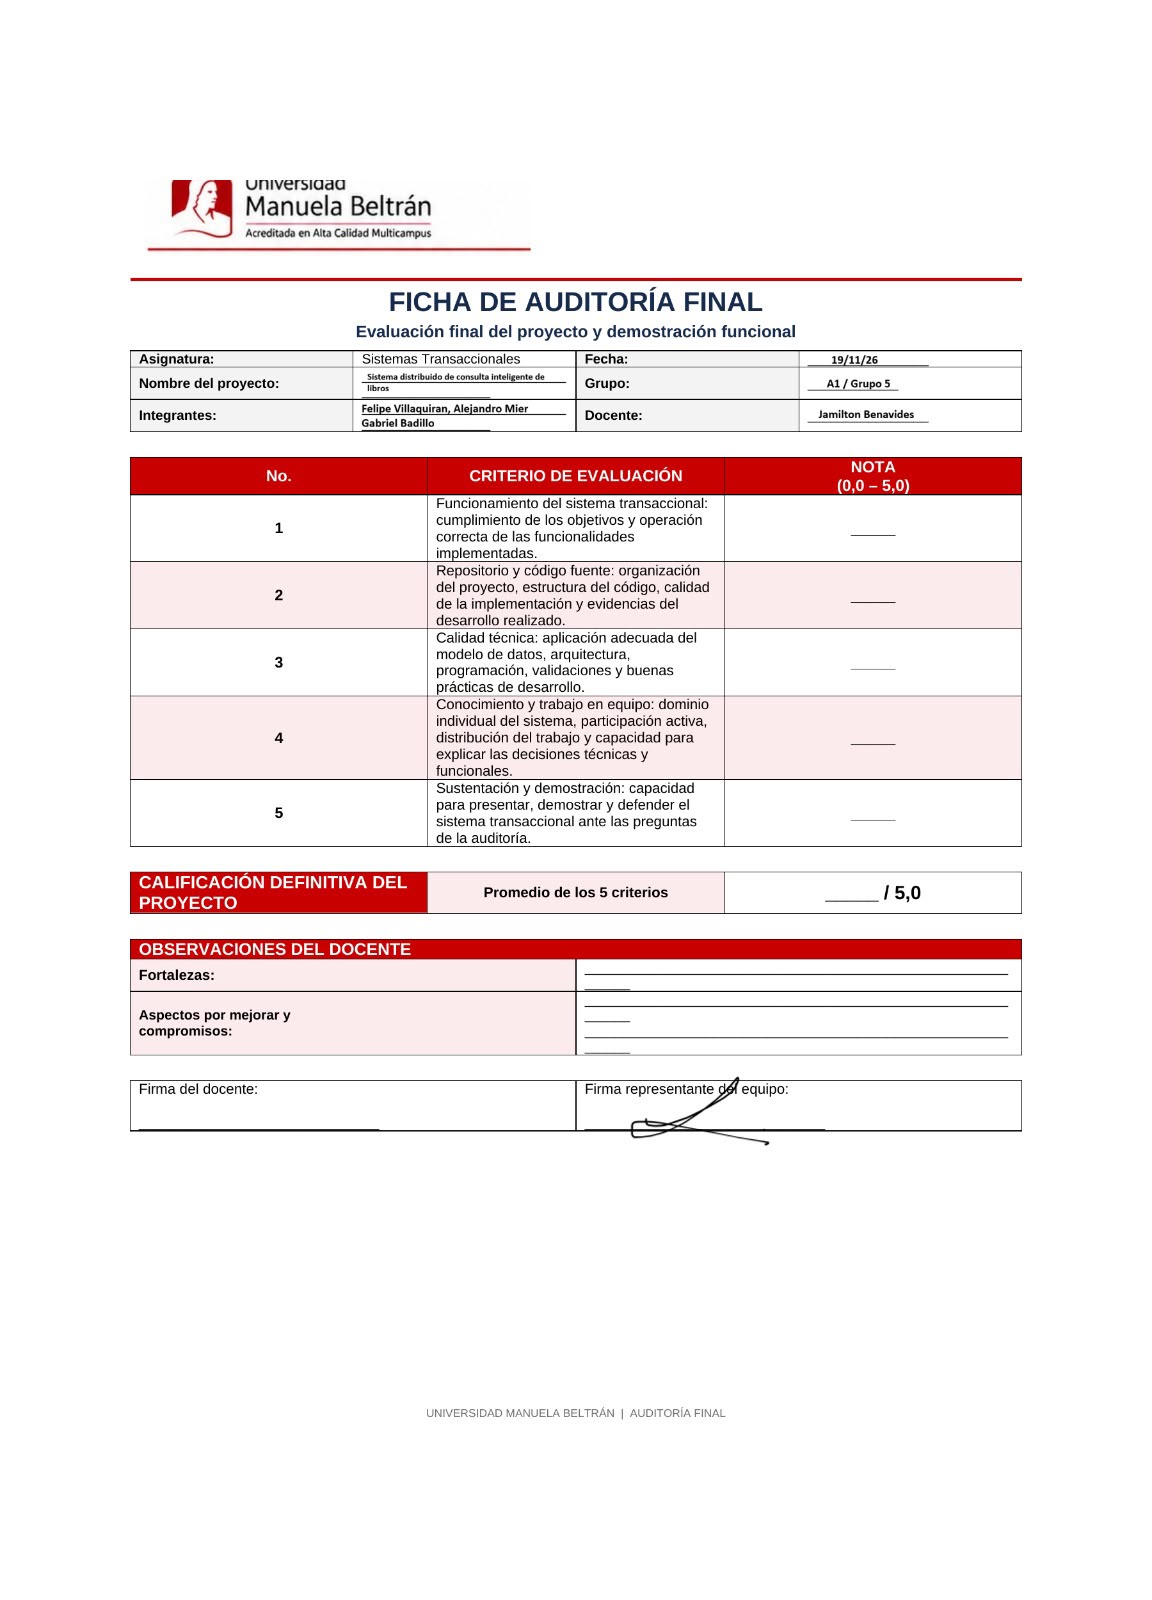 Universidad
Manuela Beltrán
Acreditada en Alta Calidad Multicampus
FICHA DE AUDITORÍA FINAL
Evaluación final del proyecto y demostración funcional
Asignatura: Sistemas Transaccionales Fecha: 19/11/26
Nombre del proyecto: Sistema distribuido de consulta inteligente de
libros
Grupo: A1 / Grupo 5
Integrantes: Felipe Villaquiran, Alejandro Mier
Gabriel Badillo
Docente: Jamilton Benavides
No. CRITERIO DE EVALUACIÓN NOTA
(0,0 – 5,0)
1 Funcionamiento del sistema transaccional:
cumplimiento de los objetivos y operación
correcta de las funcionalidades
implementadas.
2 Repositorio y código fuente: organización
del proyecto, estructura del código, calidad
de la implementación y evidencias del
desarrollo realizado.
3 Calidad técnica: aplicación adecuada del
modelo de datos, arquitectura,
programación, validaciones y buenas
prácticas de desarrollo.
4 Conocimiento y trabajo en equipo: dominio
individual del sistema, participación activa,
distribución del trabajo y capacidad para
explicar las decisiones técnicas y
funcionales.
5 Sustentación y demostración: capacidad
para presentar, demostrar y defender el
sistema transaccional ante las preguntas
de la auditoría.
CALIFICACIÓN DEFINITIVA DEL
PROYECTO
Promedio de los 5 criterios
_____ / 5,0
OBSERVACIONES DEL DOCENTE
Fortalezas:
Aspectos por mejorar y
compromisos:
Firma del docente: Firma representante del equipo:
UNIVERSIDAD MANUELA BELTRÁN | AUDITORÍA FINAL